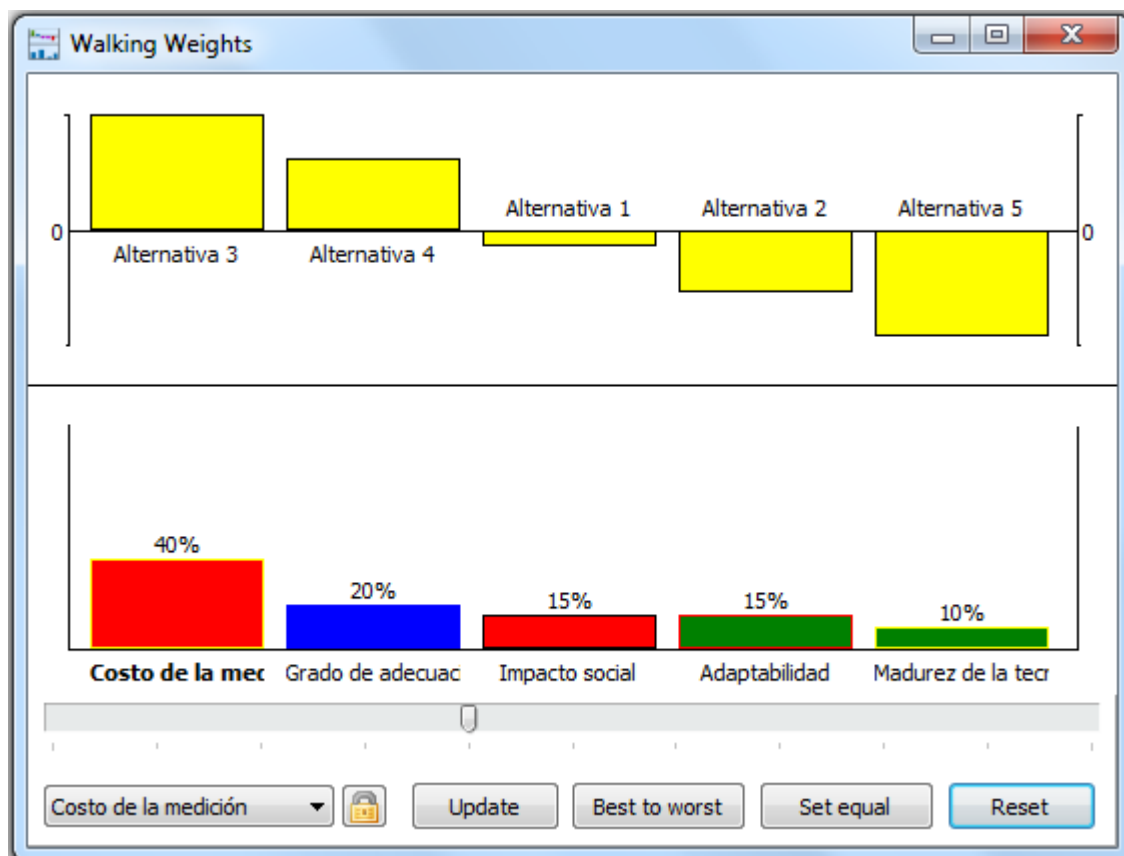 Walking Weights
Alternativa 1 Alternativa 2 Alternativa 5
0 0
Alternativa 3 Alternativa 4
40%
20% 15% 15% 10%
Costo de la mec Grado de adecuac Impacto social Adaptabilidad Madurez de la tecr
Costo de la medición Update Best to worst Set equal Reset